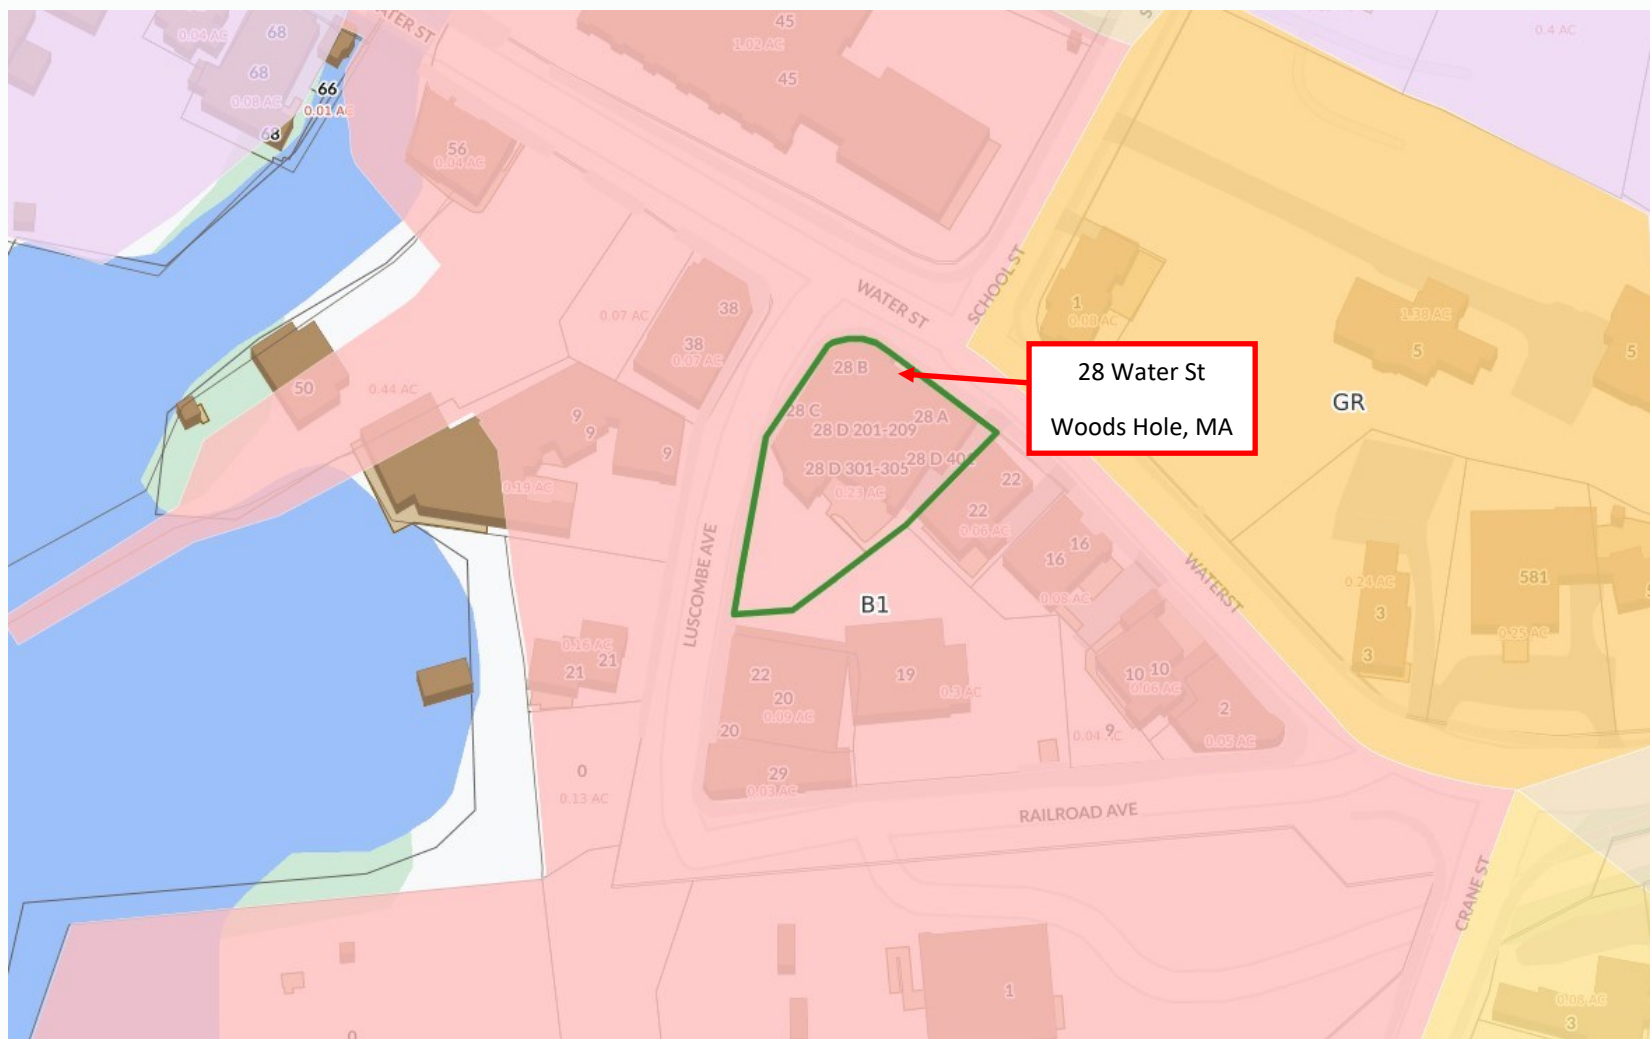 WATER ST
0.04 AC
68
45
1.02 AC
45
0.4 AC
68
66
0.08 AC
0.01 AC
68
56
0.04 AC
WATER ST
SCHOOL ST
1
0.08 AC
1.38 AC
5
5
0.07 AC
38
38
0.07 AC
28 Water St
Woods Hole, MA
GR
28 B
50
0.44 AC
28 C
28 A
28 D 201-209
9
9
9
28 D 301-305
28 D 401
0.19 AC
0.23 AC
22
22
0.06 AC
16
16
0.08 AC
LUSCOMBE AVE
WATERST
0.24 AC
581
3
0.25 AC
3
B1
0.16 AC
21
21
22
20
0.09 AC
19
0.3 AC
10
10
0.06 AC
2
0.05 AC
20
0.04 AC
9
0
0.13 AC
29
0.03 AC
RAILROAD AVE
CRANE ST
1
0.08 AC
3
0